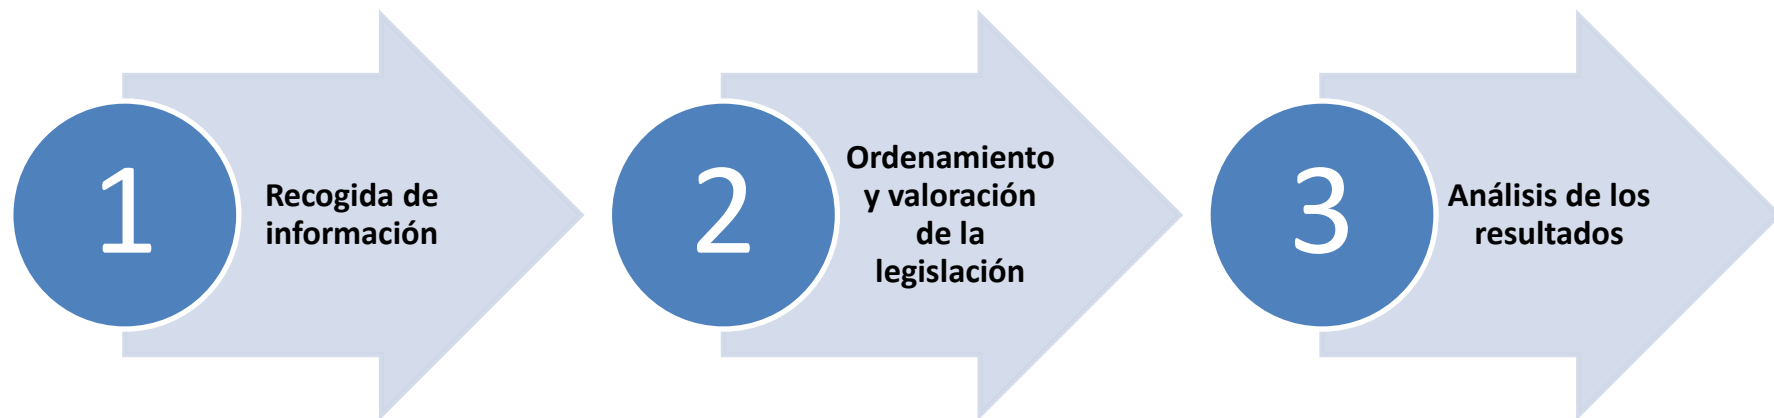 1
Recogida de
información
2
Ordenamiento
y valoración
de la
legislación
3
Análisis de los
resultados